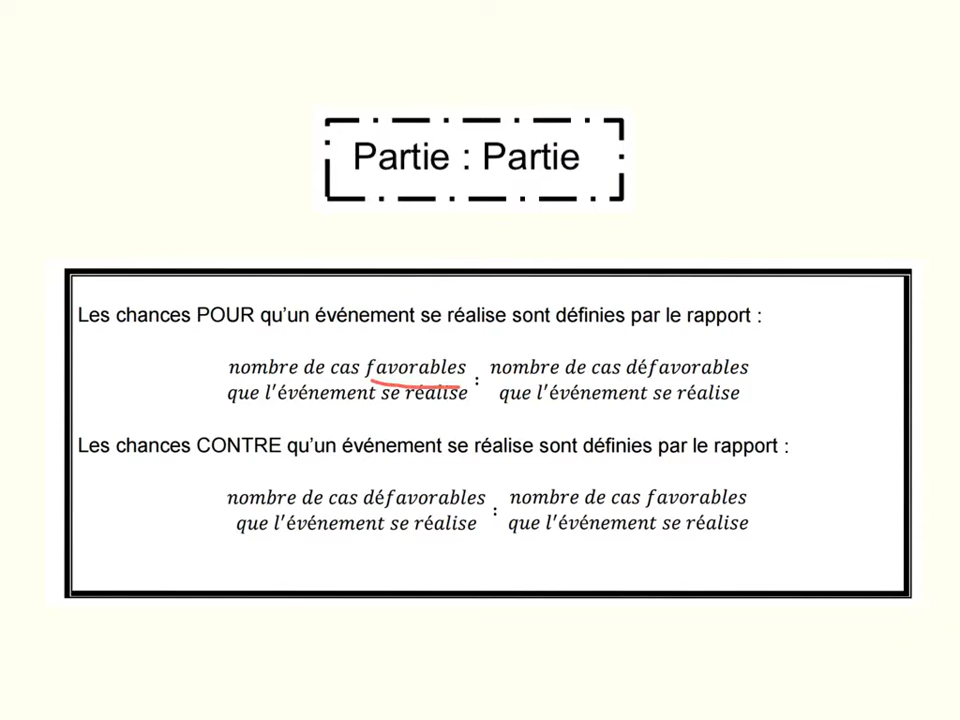 Partie : Partie
Les chances POUR qu'un événement se réalise sont définies par le rapport :
nombre de cas favorables : nombre de cas défavorables
que l'événement se réalise que l'événement se réalise
Les chances CONTRE qu'un événement se réalise sont définies par le rapport :
nombre de cas défavorables : nombre de cas favorables
que l'événement se réalise que l'événement se réalise